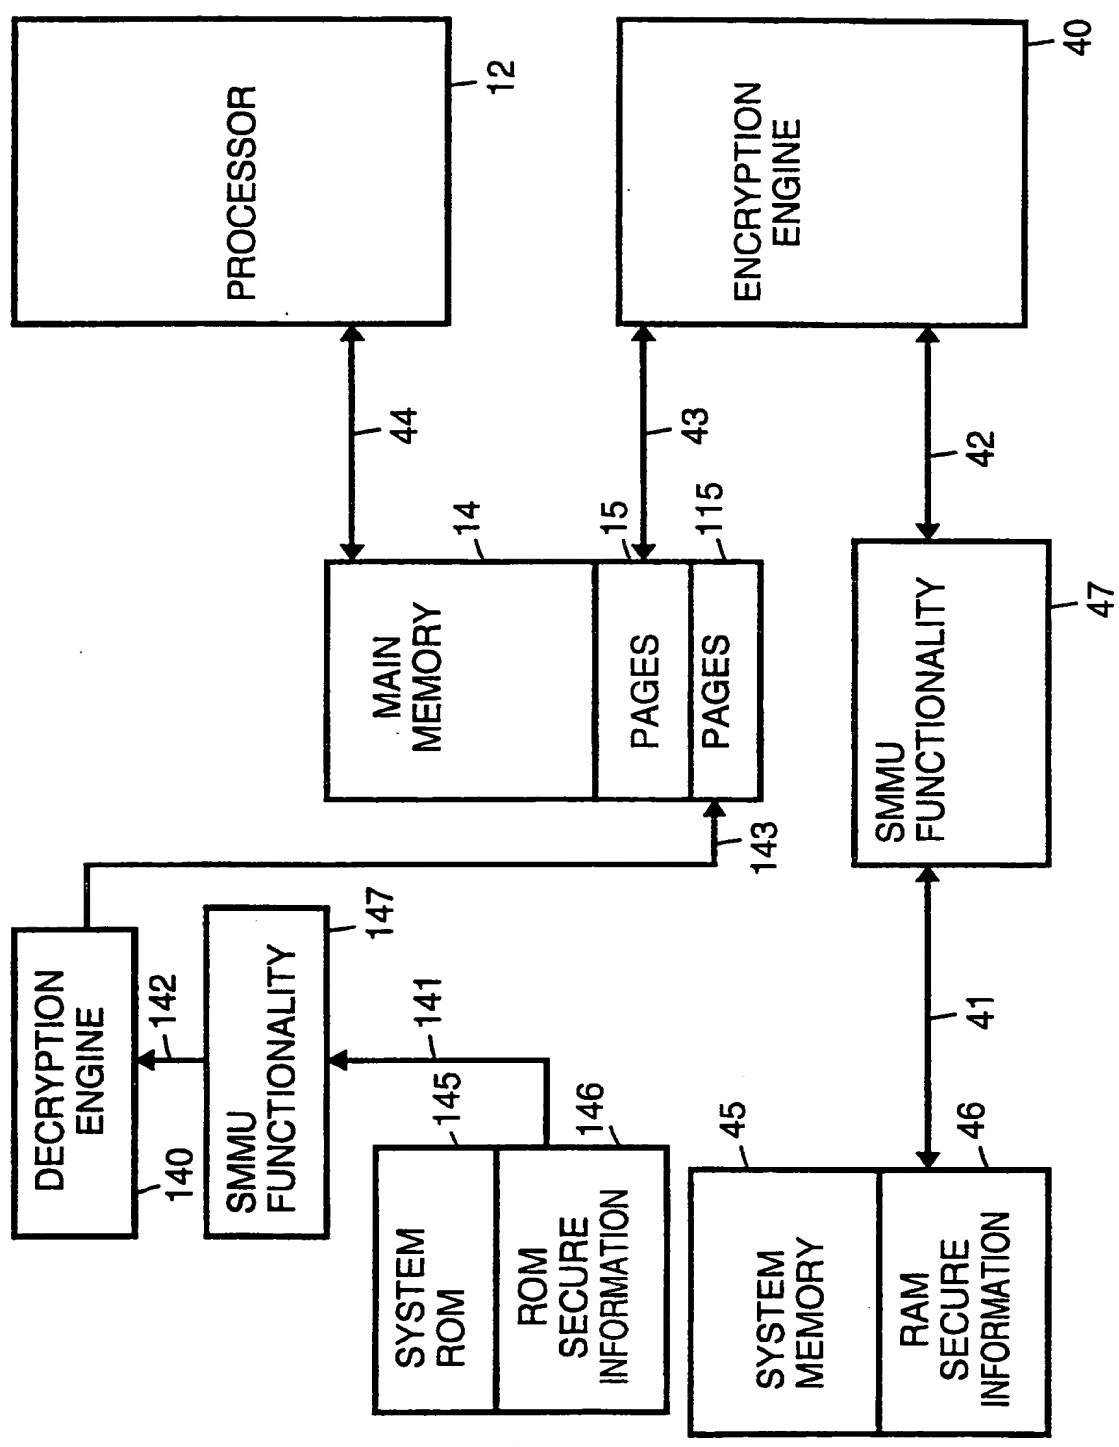 SYSTEM
MEMORY
45
RAM
SECURE
INFORMATION
46
41
SYSTEM
ROM
145
ROM
SECURE
INFORMATION
146
141
SMMU
FUNCTIONALITY
147
142
DECRYPTION
ENGINE
140
143
MAIN
MEMORY
14
PAGES
15
PAGES
115
SMMU
FUNCTIONALITY
47
42
43
44
PROCESSOR
12
ENCRYPTION
ENGINE
40